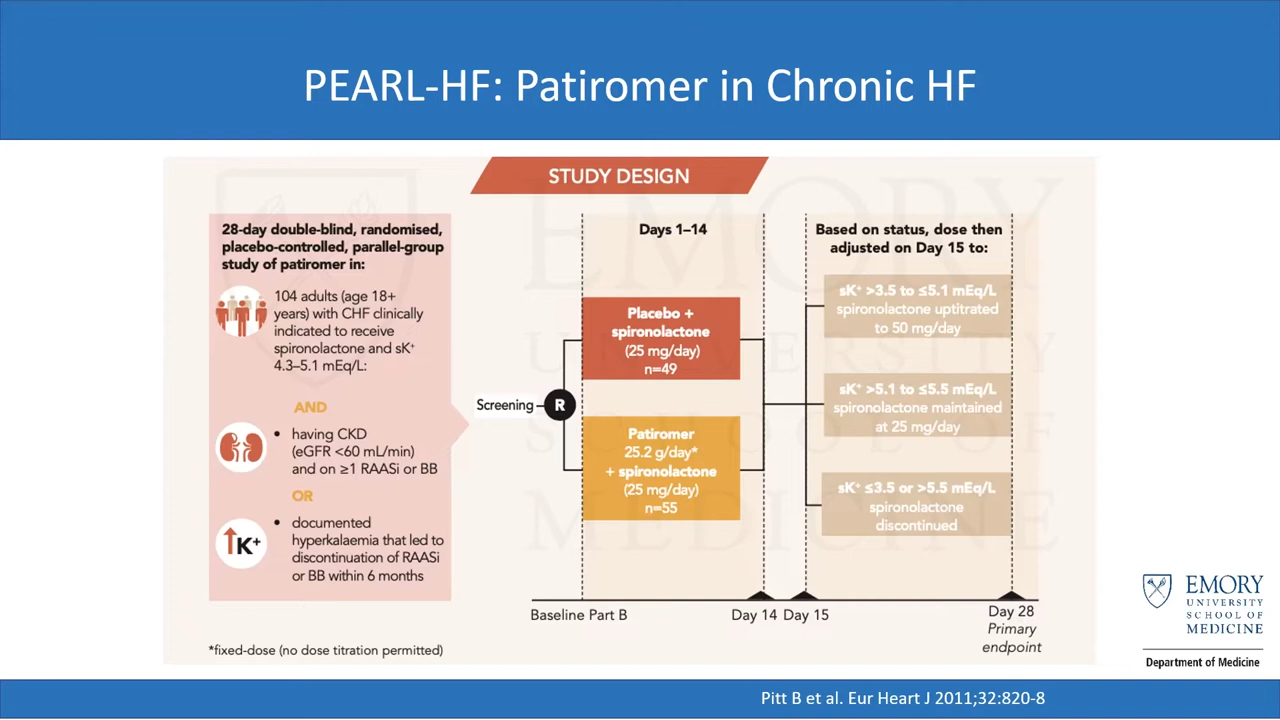 PEARL-HF: Patiromer in Chronic HF
STUDY DESIGN
28-day double-blind, randomised,
placebo-controlled, parallel-group
study of patiromer in:
104 adults (age 18+
years) with CHF clinically
indicated to receive
spironolactone and sK⁺
4.3–5.1 mEq/L:
AND
• having CKD
(eGFR <60 mL/min)
and on ≥1 RAASi or BB
OR
• documented
hyperkalaemia that led to
discontinuation of RAASi
or BB within 6 months
↑K⁺
*fixed-dose (no dose titration permitted)
Screening
R
Days 1–14
Placebo +
spironolactone
(25 mg/day)
n=49
Patiromer
25.2 g/day*
+ spironolactone
(25 mg/day)
n=55
Based on status, dose then
adjusted on Day 15 to:
sK⁺ >3.5 to ≤5.1 mEq/L
spironolactone uptitrated
to 50 mg/day
sK⁺ >5.1 to ≤5.5 mEq/L
spironolactone maintained
at 25 mg/day
sK⁺ ≤3.5 or >5.5 mEq/L
spironolactone
discontinued
Baseline Part B
Day 14
Day 15
Day 28
Primary
endpoint
EMORY
UNIVERSITY
SCHOOL OF
MEDICINE
EMORY
UNIVERSITY
SCHOOL OF
MEDICINE
Department of Medicine
Pitt B et al. Eur Heart J 2011;32:820-8